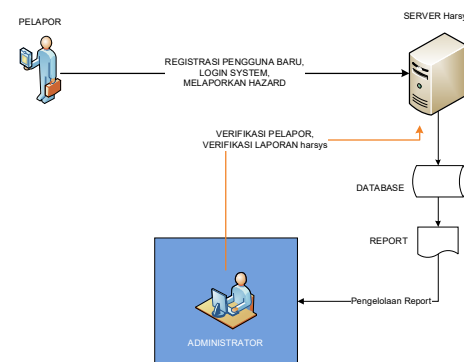 PELAPOR
SERVER Harsy
REGISTRASI PENGGUNA BARU,
LOGIN SYSTEM,
MELAPORKAN HAZARD
VERIFIKASI PELAPOR,
VERIFIKASI LAPORAN harsys
DATABASE
REPORT
Pengelolaan Report
ADMINISTRATOR